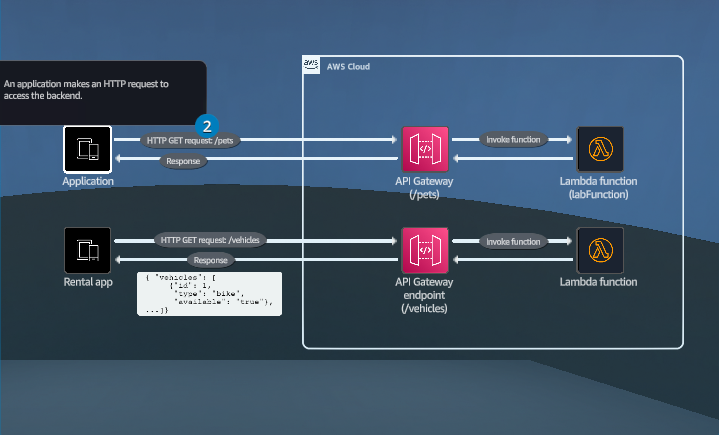 aws
AWS Cloud
An application makes an HTTP request to
access the backend.
2
HTTP GET request: /pets
Invoke function
Response
Application
API Gateway
(/pets)
Lambda function
(labFunction)
HTTP GET request: /vehicles
Invoke function
Response
Rental app
API Gateway
endpoint
(/vehicles)
Lambda function
{ "vehicles": [
{"id": 1,
"type": "bike",
"available": "true"},
...]}